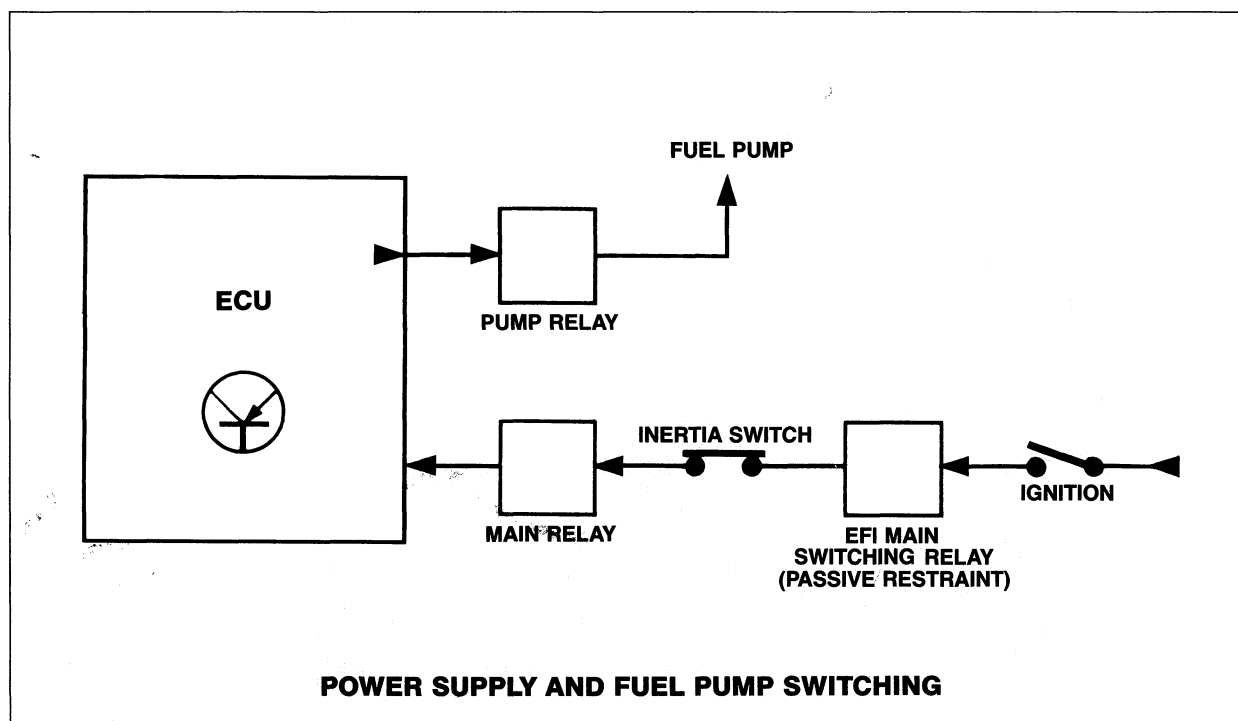 FUEL PUMP
ECU
PUMP RELAY
INERTIA SWITCH
IGNITION
MAIN RELAY
EFI MAIN
SWITCHING RELAY
(PASSIVE RESTRAINT)
POWER SUPPLY AND FUEL PUMP SWITCHING